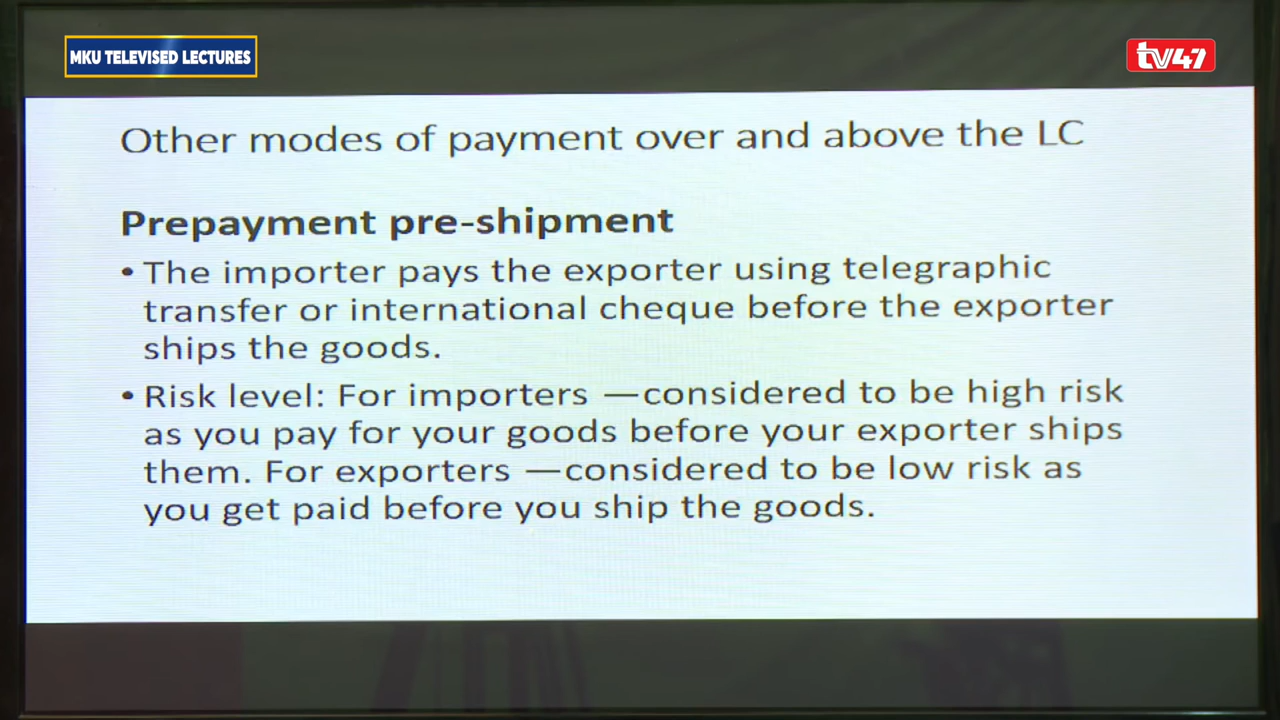 MKU TELEVISED LECTURES
tv47
Other modes of payment over and above the LC
Prepayment pre-shipment
• The importer pays the exporter using telegraphic
transfer or international cheque before the exporter
ships the goods.
• Risk level: For importers —considered to be high risk
as you pay for your goods before your exporter ships
them. For exporters —considered to be low risk as
you get paid before you ship the goods.